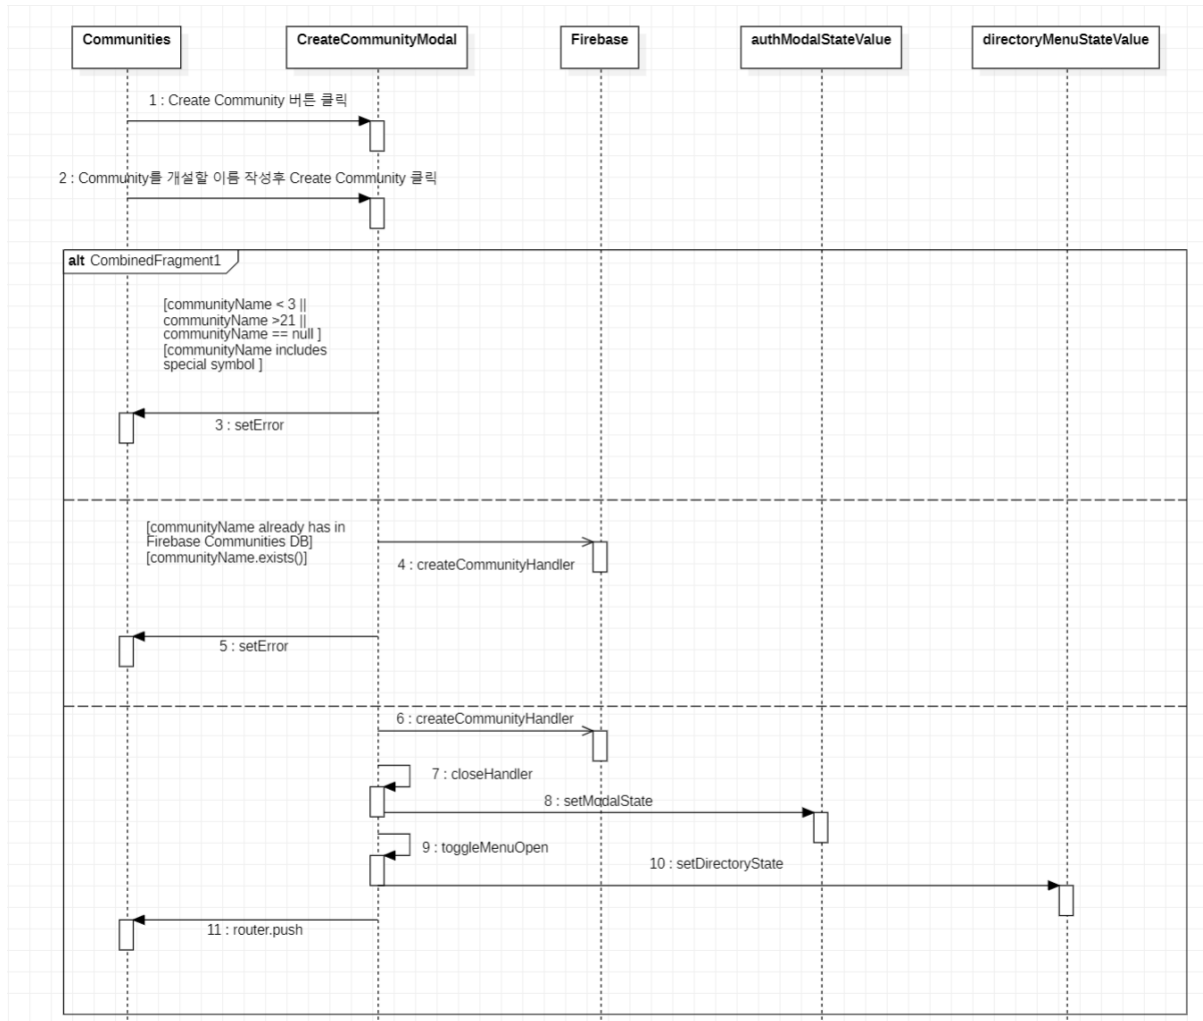 Communities
CreateCommunityModal
Firebase
authModalStateValue
directoryMenuStateValue
1 : Create Community 버튼 클릭
2 : Community를 개설할 이름 작성후 Create Community 클릭
alt CombinedFragment1
[communityName < 3 ||
communityName >21 ||
communityName == null ]
[communityName includes
special symbol ]
3 : setError
[communityName already has in
Firebase Communities DB]
[communityName.exists()]
4 : createCommunityHandler
5 : setError
6 : createCommunityHandler
7 : closeHandler
8 : setModalState
9 : toggleMenuOpen
10 : setDirectoryState
11 : router.push